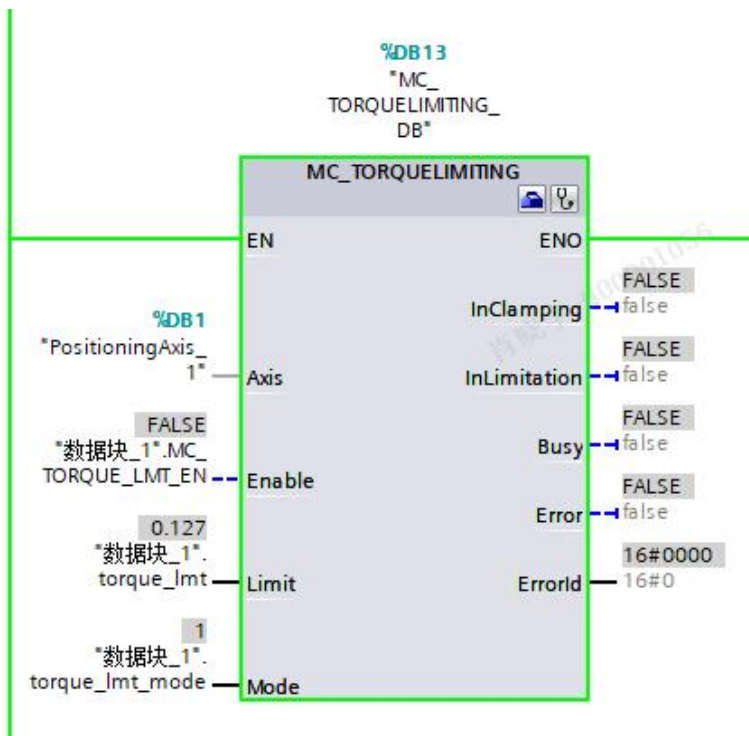 %DB13
"MC_
TORQUELIMITING_
DB"
MC_TORQUELIMITING
EN
ENO
FALSE
InClamping
false
%DB1
"PositioningAxis_
1"
Axis
FALSE
InLimitation
false
FALSE
"数据块_1".MC_
TORQUE_LMT_EN
Enable
FALSE
Busy
false
FALSE
Error
false
0.127
"数据块_1".
torque_lmt
Limit
16#0000
ErrorId
16#0
1
"数据块_1".
torque_lmt_mode
Mode